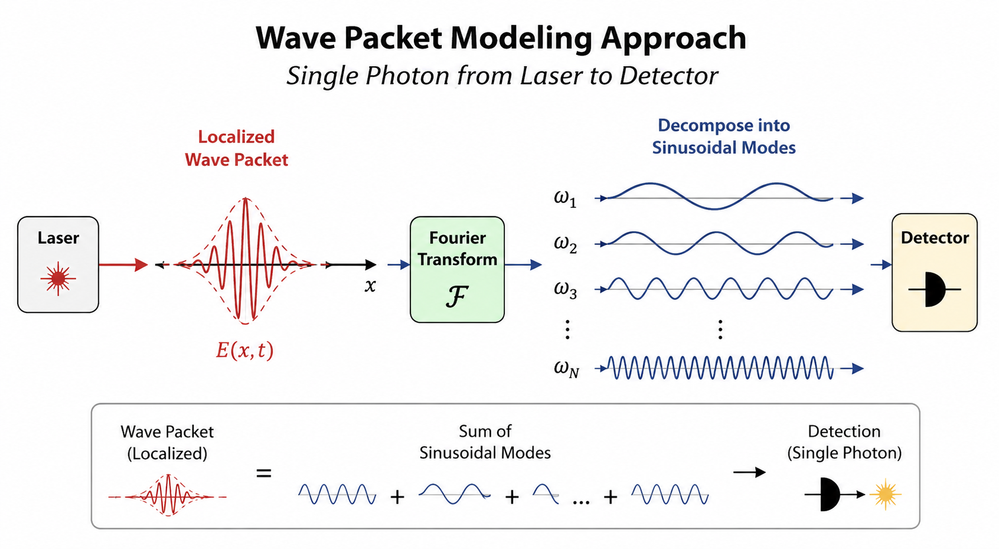 Wave Packet Modeling Approach
Single Photon from Laser to Detector
Localized
Wave Packet
Decompose into
Sinusoidal Modes
Laser
E(x, t)
x
Fourier
Transform
ℱ
ω₁
ω₂
ω₃
⋮ ⋮
ω_N
Detector
Wave Packet
(Localized)
=
Sum of
Sinusoidal Modes
+ + ... +
Detection
(Single Photon)